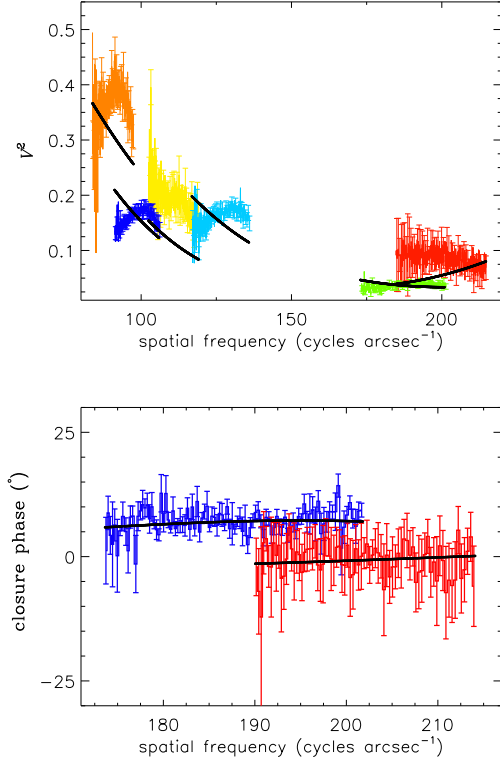 0.5
0.4
0.3
0.2
0.1
V²
100 150 200
spatial frequency (cycles arcsec⁻¹)
25
0
−25
closure phase (°)
180 190 200 210
spatial frequency (cycles arcsec⁻¹)